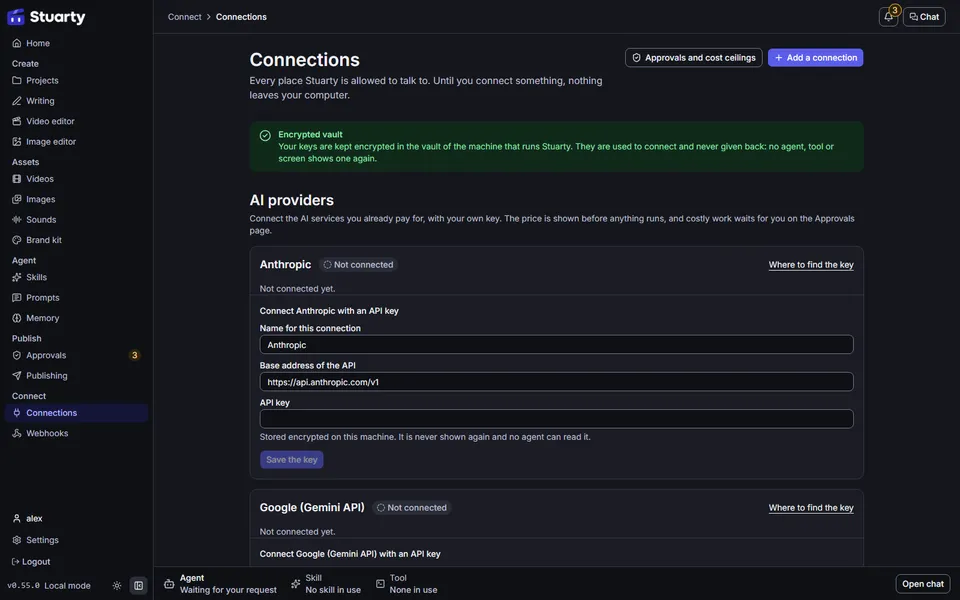 Stuarty
Connect > Connections
3
Chat
Home
Create
Projects
Writing
Video editor
Image editor
Assets
Videos
Images
Sounds
Brand kit
Agent
Skills
Prompts
Memory
Publish
Approvals 3
Publishing
Connect
Connections
Webhooks
alex
Settings
Logout
v0.55.0 Local mode
Connections
Approvals and cost ceilings
+ Add a connection
Every place Stuarty is allowed to talk to. Until you connect something, nothing
leaves your computer.
Encrypted vault
Your keys are kept encrypted in the vault of the machine that runs Stuarty. They are used to connect and never given back: no agent, tool or
screen shows one again.
AI providers
Connect the AI services you already pay for, with your own key. The price is shown before anything runs, and costly work waits for you on the Approvals
page.
Anthropic Not connected Where to find the key
Not connected yet.
Connect Anthropic with an API key
Name for this connection
Anthropic
Base address of the API
https://api.anthropic.com/v1
API key
Stored encrypted on this machine. It is never shown again and no agent can read it.
Save the key
Google (Gemini API) Not connected Where to find the key
Not connected yet.
Connect Google (Gemini API) with an API key
Agent
Waiting for your request
Skill
No skill in use
Tool
None in use
Open chat